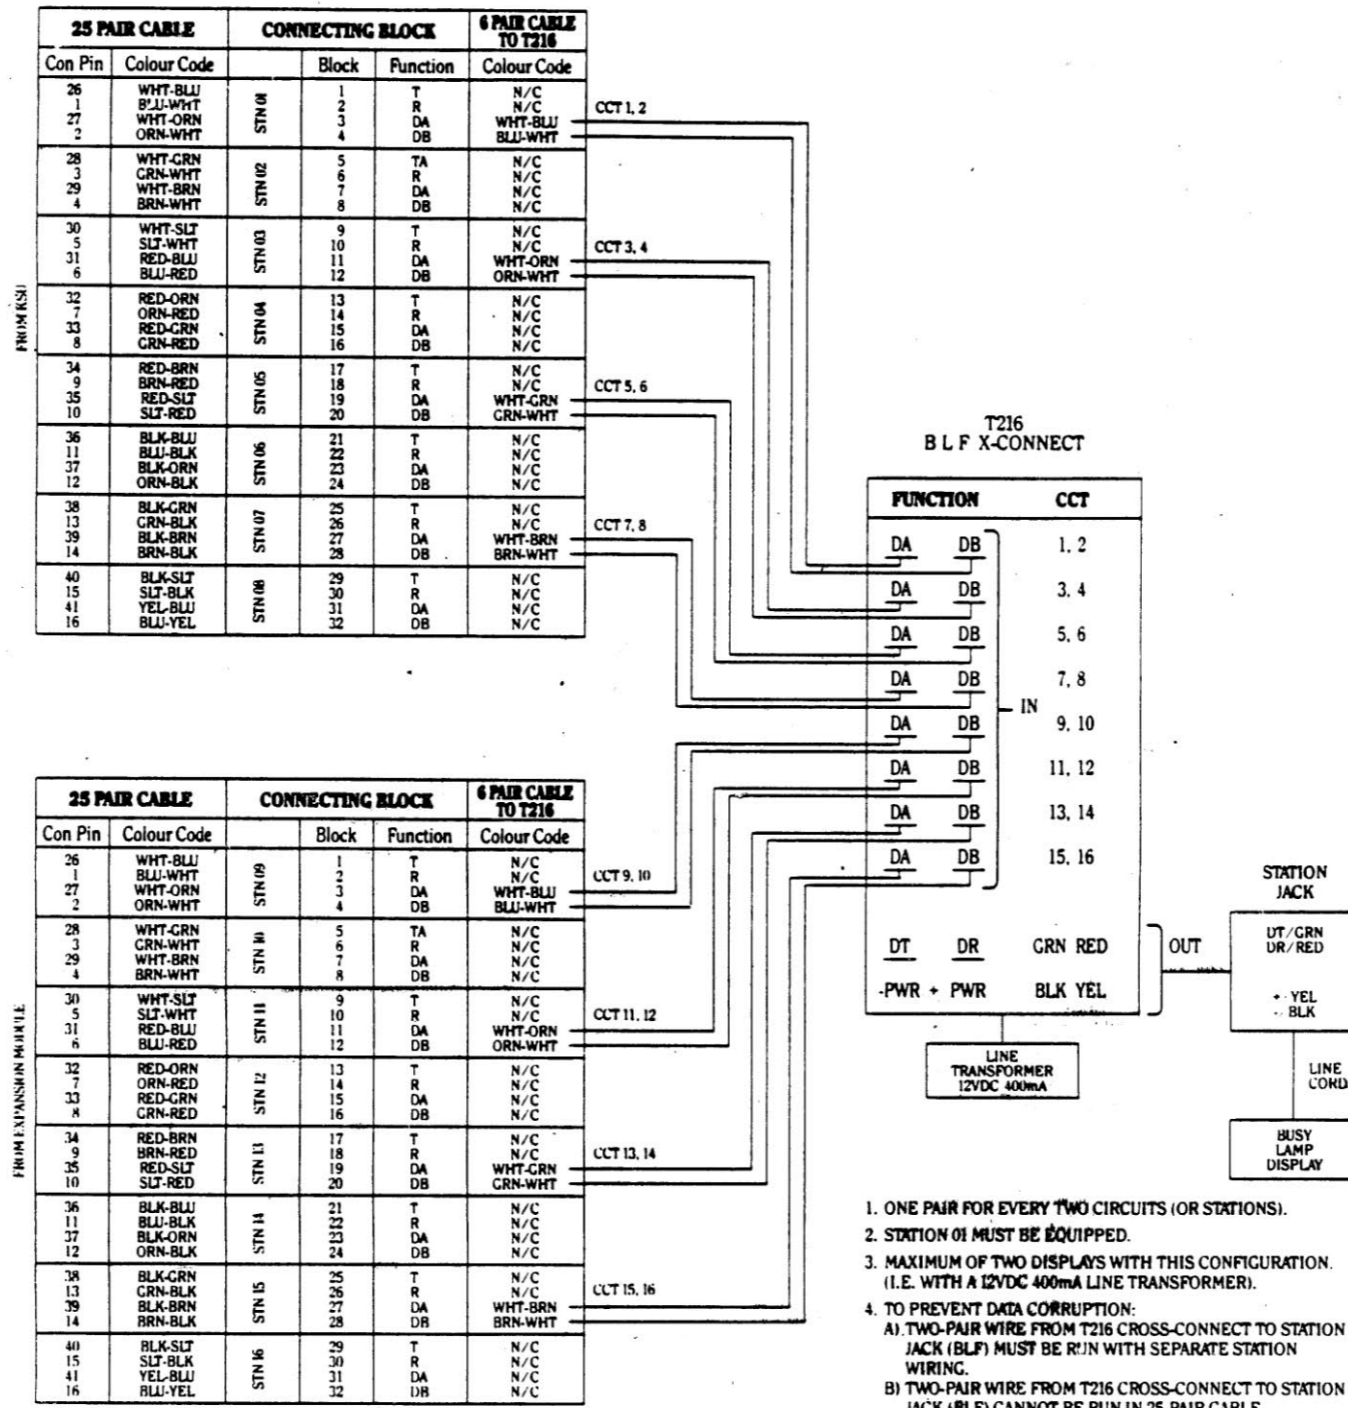 25 PAIR CABLE CONNECTING BLOCK 6 PAIR CABLE TO T216
Con Pin Colour Code Block Function Colour Code
FROM KSU
26 WHT-BLU 1 T N/C
1 BLU-WHT 2 R N/C
27 WHT-ORN 3 DA WHT-BLU
2 ORN-WHT 4 DB BLU-WHT
STN 01
CCT 1, 2
28 WHT-GRN 5 TA N/C
3 GRN-WHT 6 R N/C
29 WHT-BRN 7 DA N/C
4 BRN-WHT 8 DB N/C
STN 02
30 WHT-SLT 9 T N/C
5 SLT-WHT 10 R N/C
31 RED-BLU 11 DA WHT-ORN
6 BLU-RED 12 DB ORN-WHT
STN 03
CCT 3, 4
32 RED-ORN 13 T N/C
7 ORN-RED 14 R N/C
33 RED-GRN 15 DA N/C
8 GRN-RED 16 DB N/C
STN 04
34 RED-BRN 17 T N/C
9 BRN-RED 18 R N/C
35 RED-SLT 19 DA WHT-GRN
10 SLT-RED 20 DB GRN-WHT
STN 05
CCT 5, 6
36 BLK-BLU 21 T N/C
11 BLU-BLK 22 R N/C
37 BLK-ORN 23 DA N/C
12 ORN-BLK 24 DB N/C
STN 06
38 BLK-GRN 25 T N/C
13 GRN-BLK 26 R N/C
39 BLK-BRN 27 DA WHT-BRN
14 BRN-BLK 28 DB BRN-WHT
STN 07
CCT 7, 8
40 BLK-SLT 29 T N/C
15 SLT-BLK 30 R N/C
41 YEL-BLU 31 DA N/C
16 BLU-YEL 32 DB N/C
STN 08
25 PAIR CABLE CONNECTING BLOCK 6 PAIR CABLE TO T216
Con Pin Colour Code Block Function Colour Code
FROM EXPANSION MODULE
26 WHT-BLU 1 T N/C
1 BLU-WHT 2 R N/C
27 WHT-ORN 3 DA WHT-BLU
2 ORN-WHT 4 DB BLU-WHT
STN 09
CCT 9, 10
28 WHT-GRN 5 TA N/C
3 GRN-WHT 6 R N/C
29 WHT-BRN 7 DA N/C
4 BRN-WHT 8 DB N/C
STN 10
30 WHT-SLT 9 T N/C
5 SLT-WHT 10 R N/C
31 RED-BLU 11 DA WHT-ORN
6 BLU-RED 12 DB ORN-WHT
STN 11
CCT 11, 12
32 RED-ORN 13 T N/C
7 ORN-RED 14 R N/C
33 RED-GRN 15 DA N/C
8 GRN-RED 16 DB N/C
STN 12
34 RED-BRN 17 T N/C
9 BRN-RED 18 R N/C
35 RED-SLT 19 DA WHT-GRN
10 SLT-RED 20 DB GRN-WHT
STN 13
CCT 13, 14
36 BLK-BLU 21 T N/C
11 BLU-BLK 22 R N/C
37 BLK-ORN 23 DA N/C
12 ORN-BLK 24 DB N/C
STN 14
38 BLK-GRN 25 T N/C
13 GRN-BLK 26 R N/C
39 BLK-BRN 27 DA WHT-BRN
14 BRN-BLK 28 DB BRN-WHT
STN 15
CCT 15, 16
40 BLK-SLT 29 T N/C
15 SLT-BLK 30 R N/C
41 YEL-BLU 31 DA N/C
16 BLU-YEL 32 DB N/C
STN 16
T216
B L F X-CONNECT
FUNCTION CCT
DA DB 1, 2
DA DB 3, 4
DA DB 5, 6
DA DB 7, 8
IN
DA DB 9, 10
DA DB 11, 12
DA DB 13, 14
DA DB 15, 16
DT DR GRN RED
OUT
-PWR + PWR BLK YEL
LINE
TRANSFORMER
12VDC 400mA
STATION
JACK
DT/GRN
DR/RED
+ - YEL
- BLK
LINE
CORD
BUSY
LAMP
DISPLAY
1. ONE PAIR FOR EVERY TWO CIRCUITS (OR STATIONS).
2. STATION 01 MUST BE EQUIPPED.
3. MAXIMUM OF TWO DISPLAYS WITH THIS CONFIGURATION.
(I.E. WITH A 12VDC 400mA LINE TRANSFORMER).
4. TO PREVENT DATA CORRUPTION:
A). TWO-PAIR WIRE FROM T216 CROSS-CONNECT TO STATION
JACK (BLF) MUST BE RUN WITH SEPARATE STATION
WIRING.
B) TWO-PAIR WIRE FROM T216 CROSS-CONNECT TO STATION
JACK (BLF) CANNOT BE RUN IN 25-PAIR CABLE